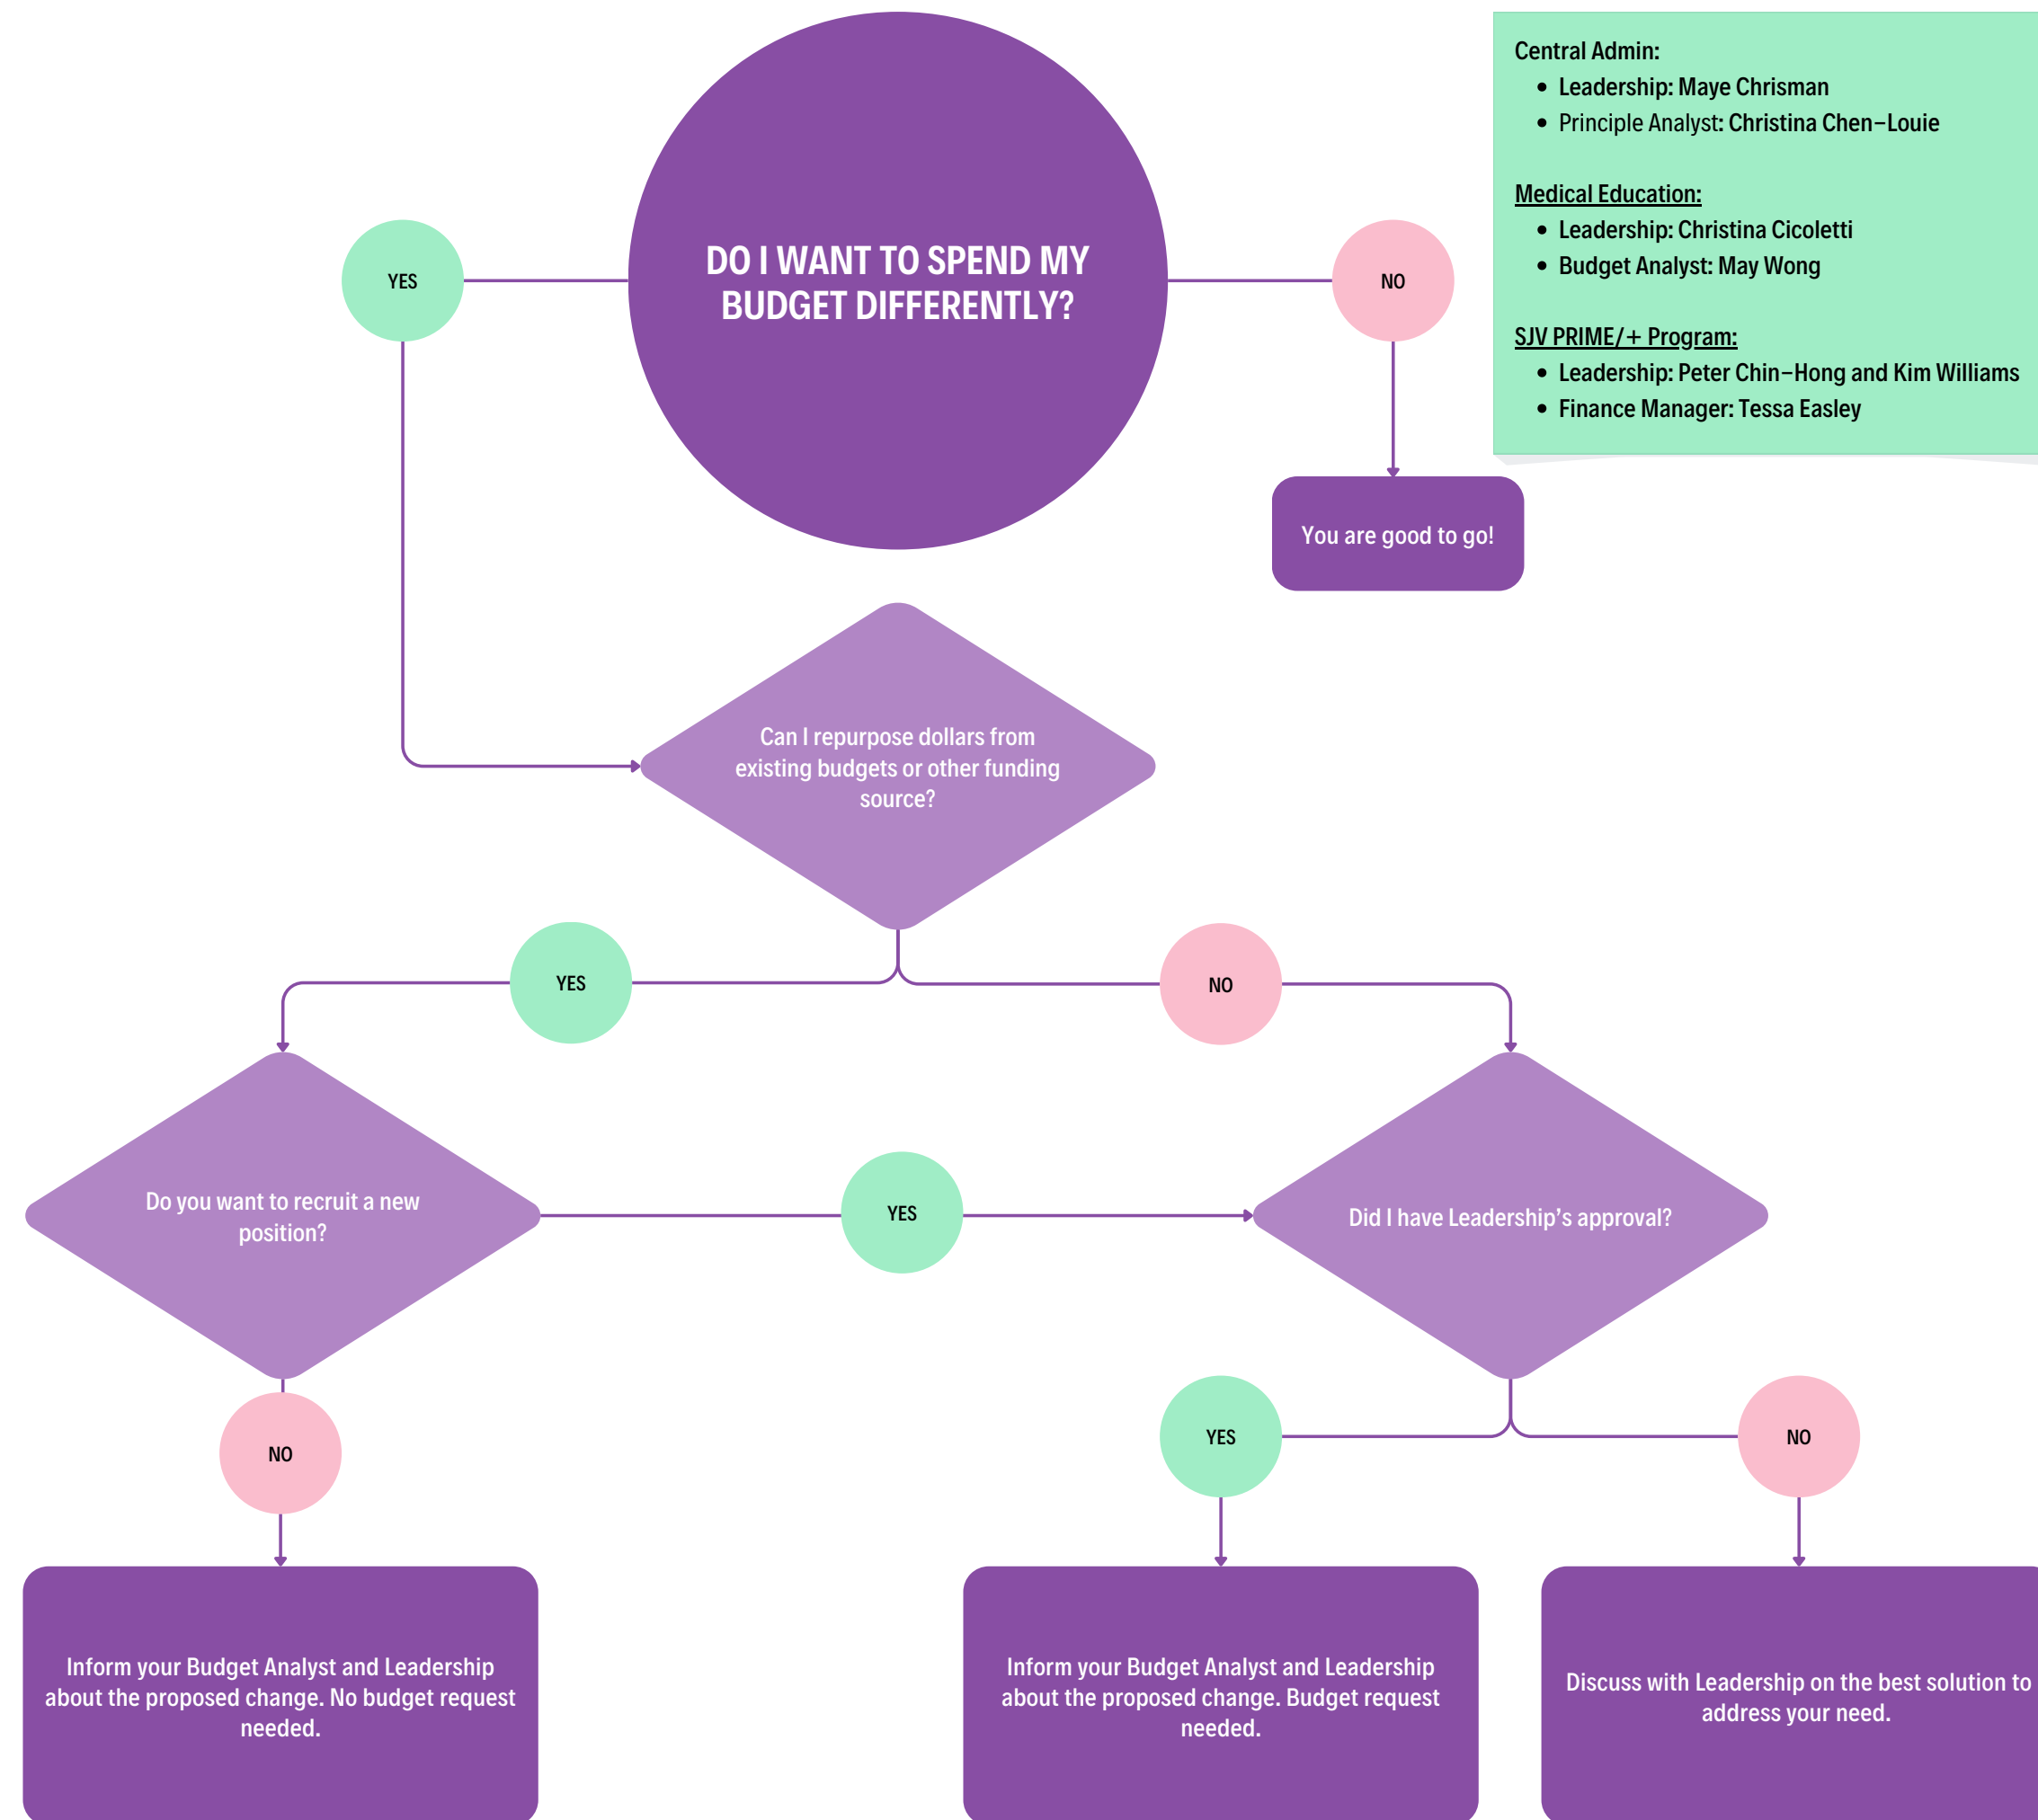 DO I WANT TO SPEND MY
BUDGET DIFFERENTLY?
YES
NO
Central Admin:
• Leadership: Maye Chrisman
• Principle Analyst: Christina Chen-Louie
Medical Education:
• Leadership: Christina Cicoletti
• Budget Analyst: May Wong
SJV PRIME/+ Program:
• Leadership: Peter Chin-Hong and Kim Williams
• Finance Manager: Tessa Easley
You are good to go!
Can I repurpose dollars from
existing budgets or other funding
source?
YES
NO
Do you want to recruit a new
position?
YES
Did I have Leadership’s approval?
NO
YES
NO
Inform your Budget Analyst and Leadership
about the proposed change. No budget request
needed.
Inform your Budget Analyst and Leadership
about the proposed change. Budget request
needed.
Discuss with Leadership on the best solution to
address your need.